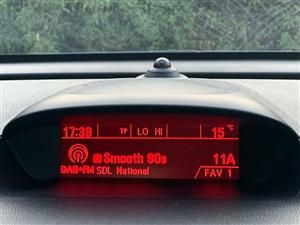 17:39 TP LO HI 15 °C
Smooth 80s 11A
DAB+FM SDL National FAV 1